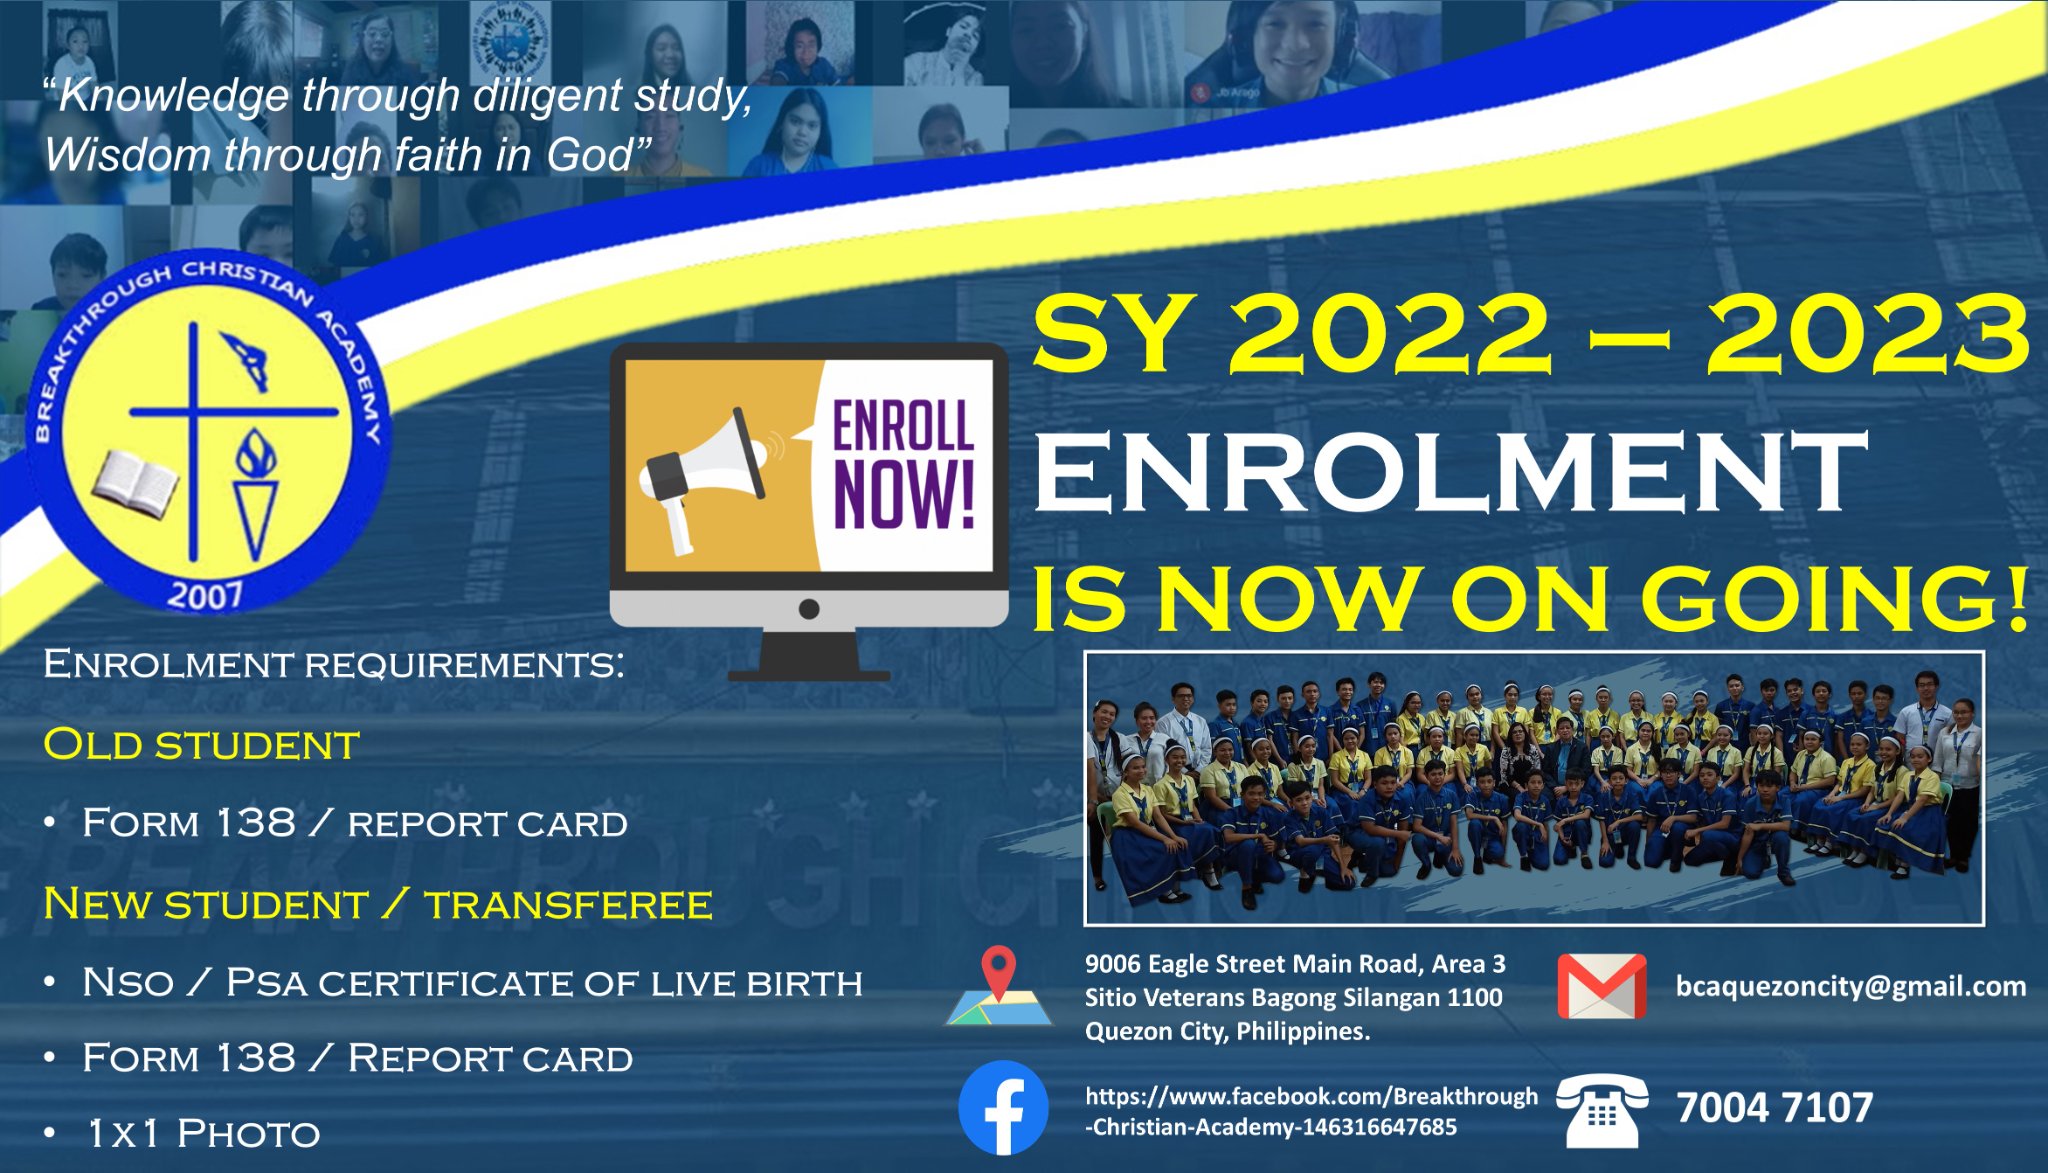 “Knowledge through diligent study,
Wisdom through faith in God”
Jb Arago
BREAKTHROUGH CHRISTIAN ACADEMY
2007
ENROLL
NOW!
SY 2022 – 2023
ENROLMENT
IS NOW ON GOING!
ENROLMENT REQUIREMENTS:
OLD STUDENT
• FORM 138 / REPORT CARD
NEW STUDENT / TRANSFEREE
• NSO / PSA CERTIFICATE OF LIVE BIRTH
• FORM 138 / REPORT CARD
• 1X1 PHOTO
9006 Eagle Street Main Road, Area 3
Sitio Veterans Bagong Silangan 1100
Quezon City, Philippines.
bcaquezoncity@gmail.com
https://www.facebook.com/Breakthrough
-Christian-Academy-146316647685
7004 7107